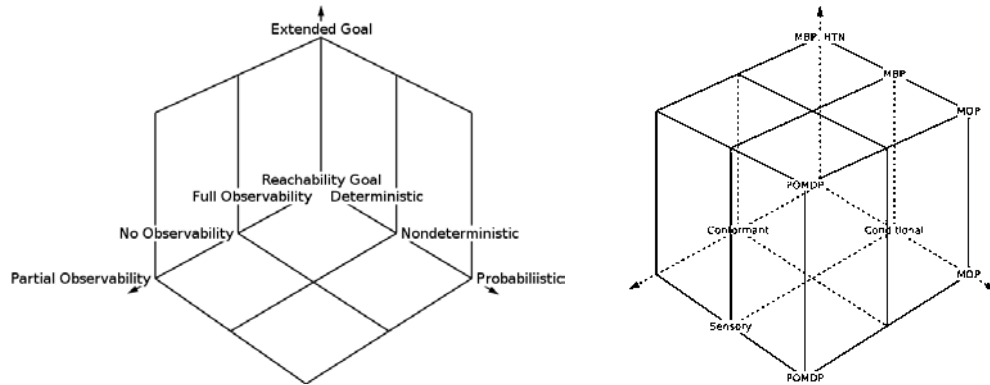 Extended Goal
Reachability Goal
Full Observability
Deterministic
No Observability
Nondeterministic
Partial Observability
Probabiliistic
MBP, HTN
MBP
MDP
POMDP
Conformant
Conditional
MDP
Sensory
POMDP